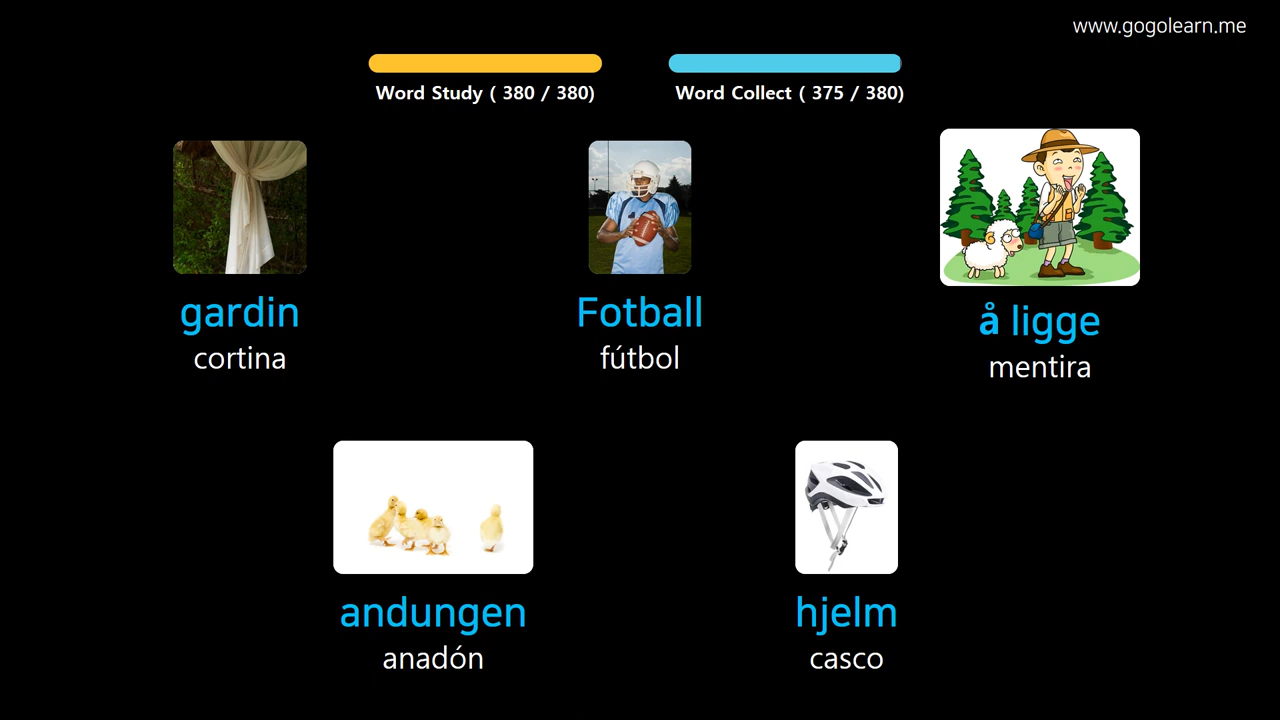 www.gogolearn.me
Word Study ( 380 / 380)
Word Collect ( 375 / 380)
gardin
cortina
Fotball
fútbol
å ligge
mentira
andungen
anadón
hjelm
casco